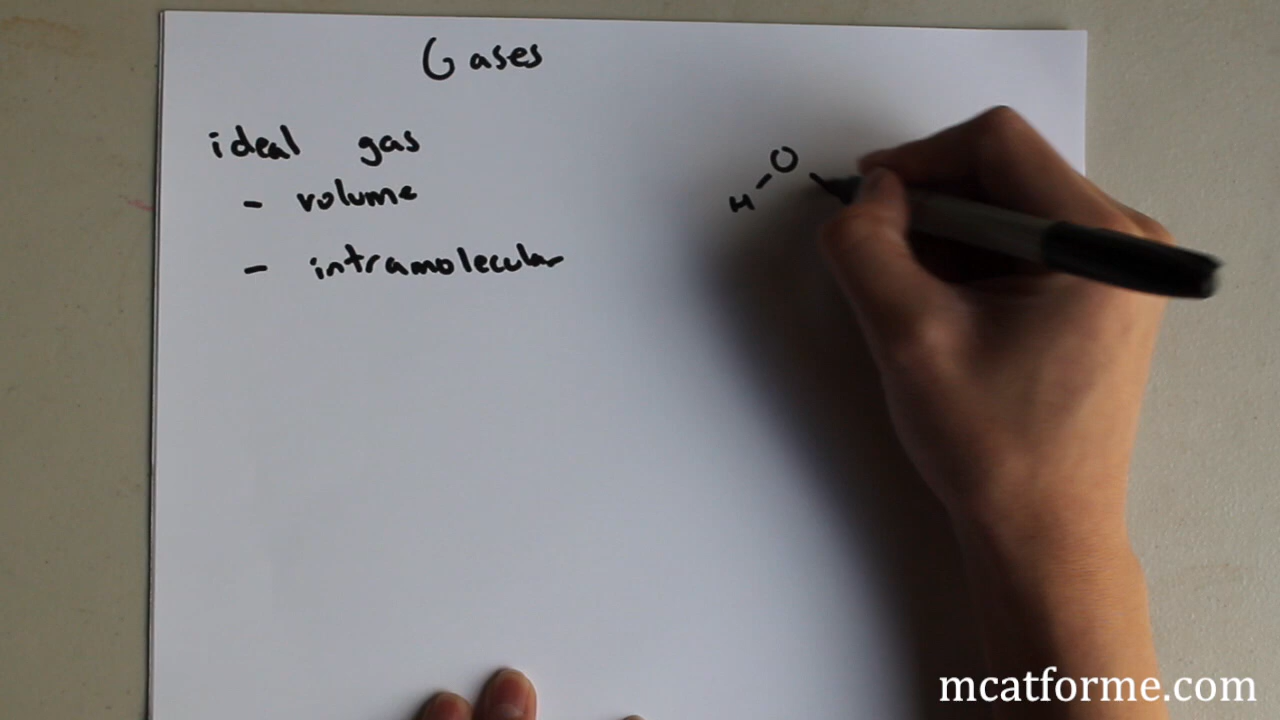 Gases
ideal gas
- volume
- intramolecular
O
H
mcatforme.com